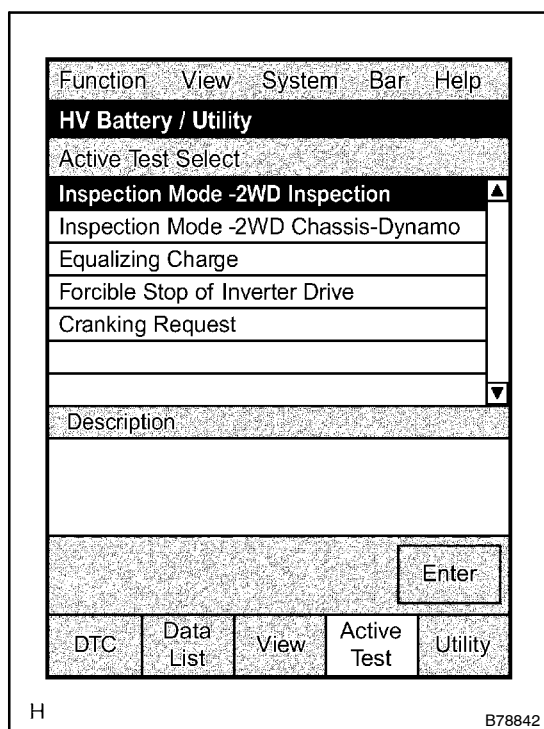 Function View System Bar Help
HV Battery / Utility
Active Test Select
Inspection Mode -2WD Inspection
Inspection Mode -2WD Chassis-Dynamo
Equalizing Charge
Forcible Stop of Inverter Drive
Cranking Request
Description
Enter
DTC Data List View Active Test Utility
H
B78842